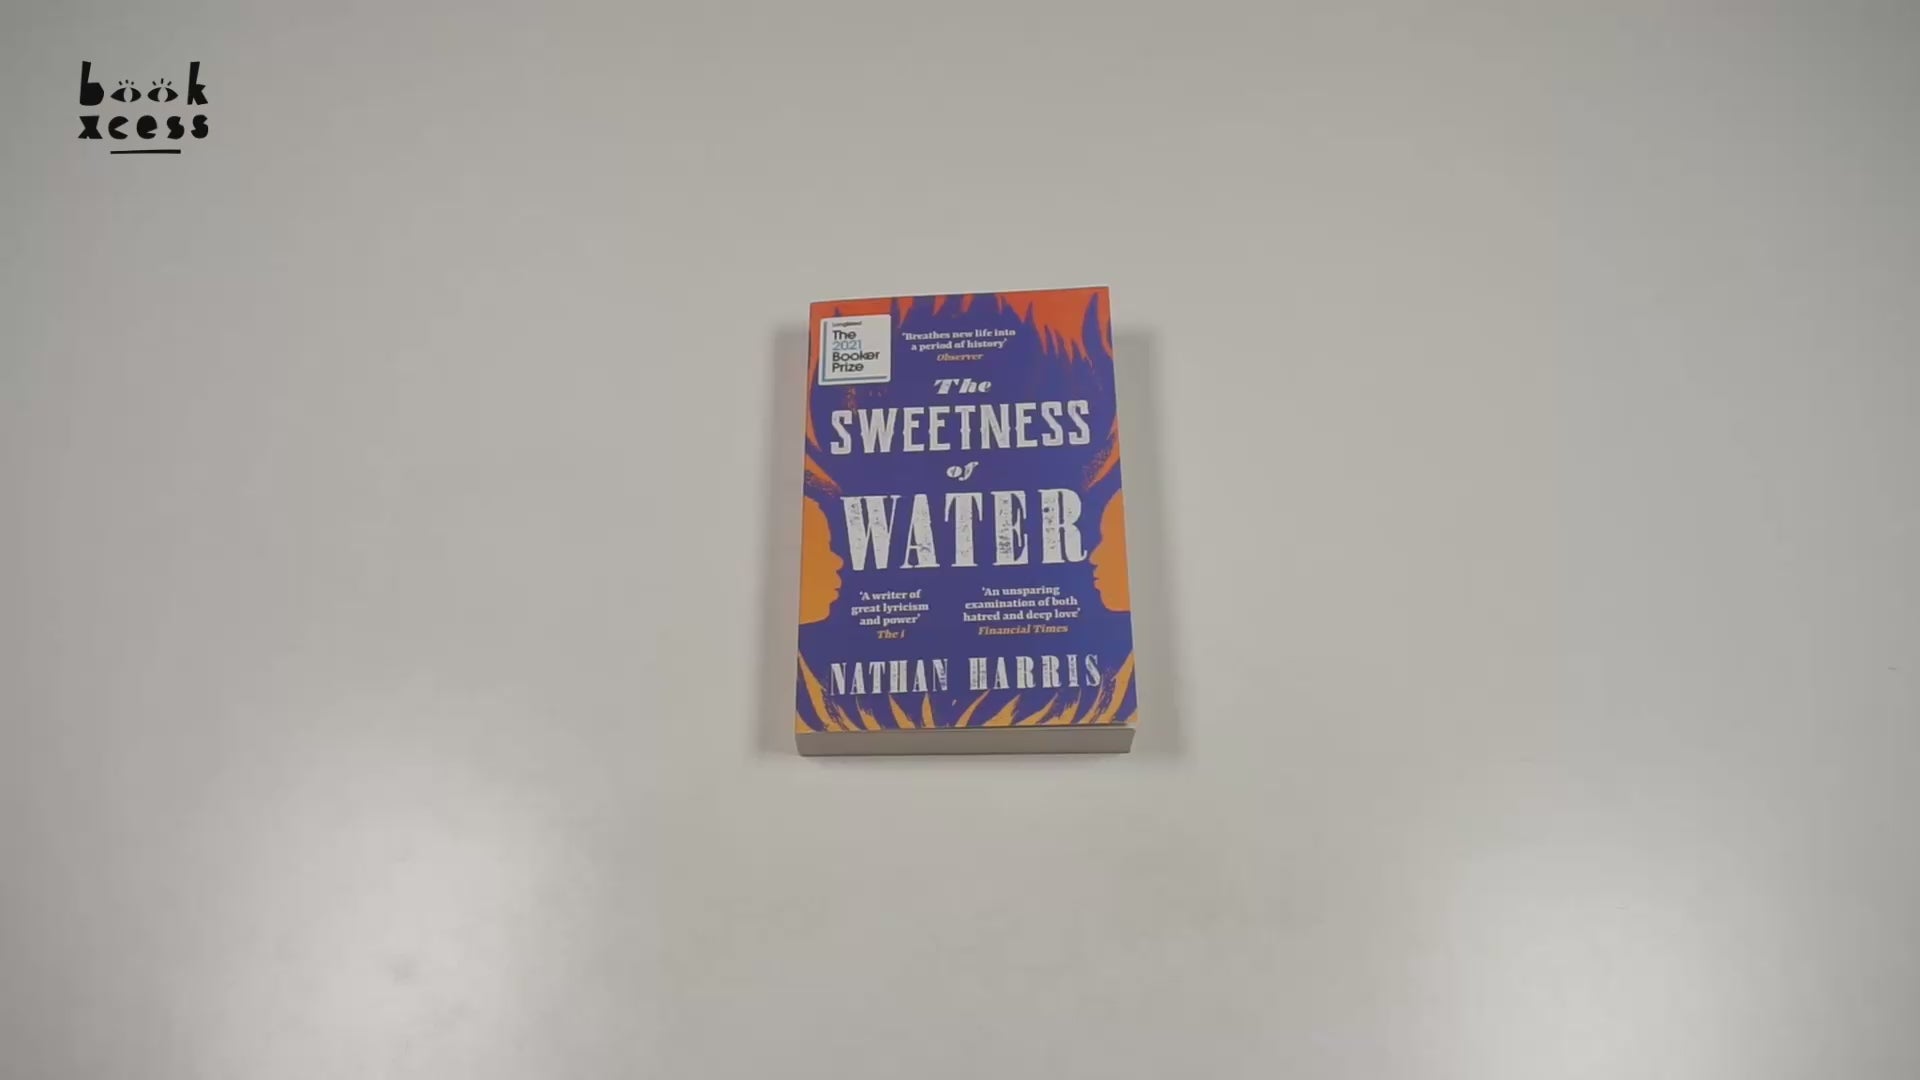 book
xcess
Longlisted
The
2021
Booker
Prize
'Breathes new life into
a period of history'
Observer
The
SWEETNESS
of
WATER
'A writer of
great lyricism
and power'
The i
'An unsparing
examination of both
hatred and deep love'
Financial Times
NATHAN HARRIS